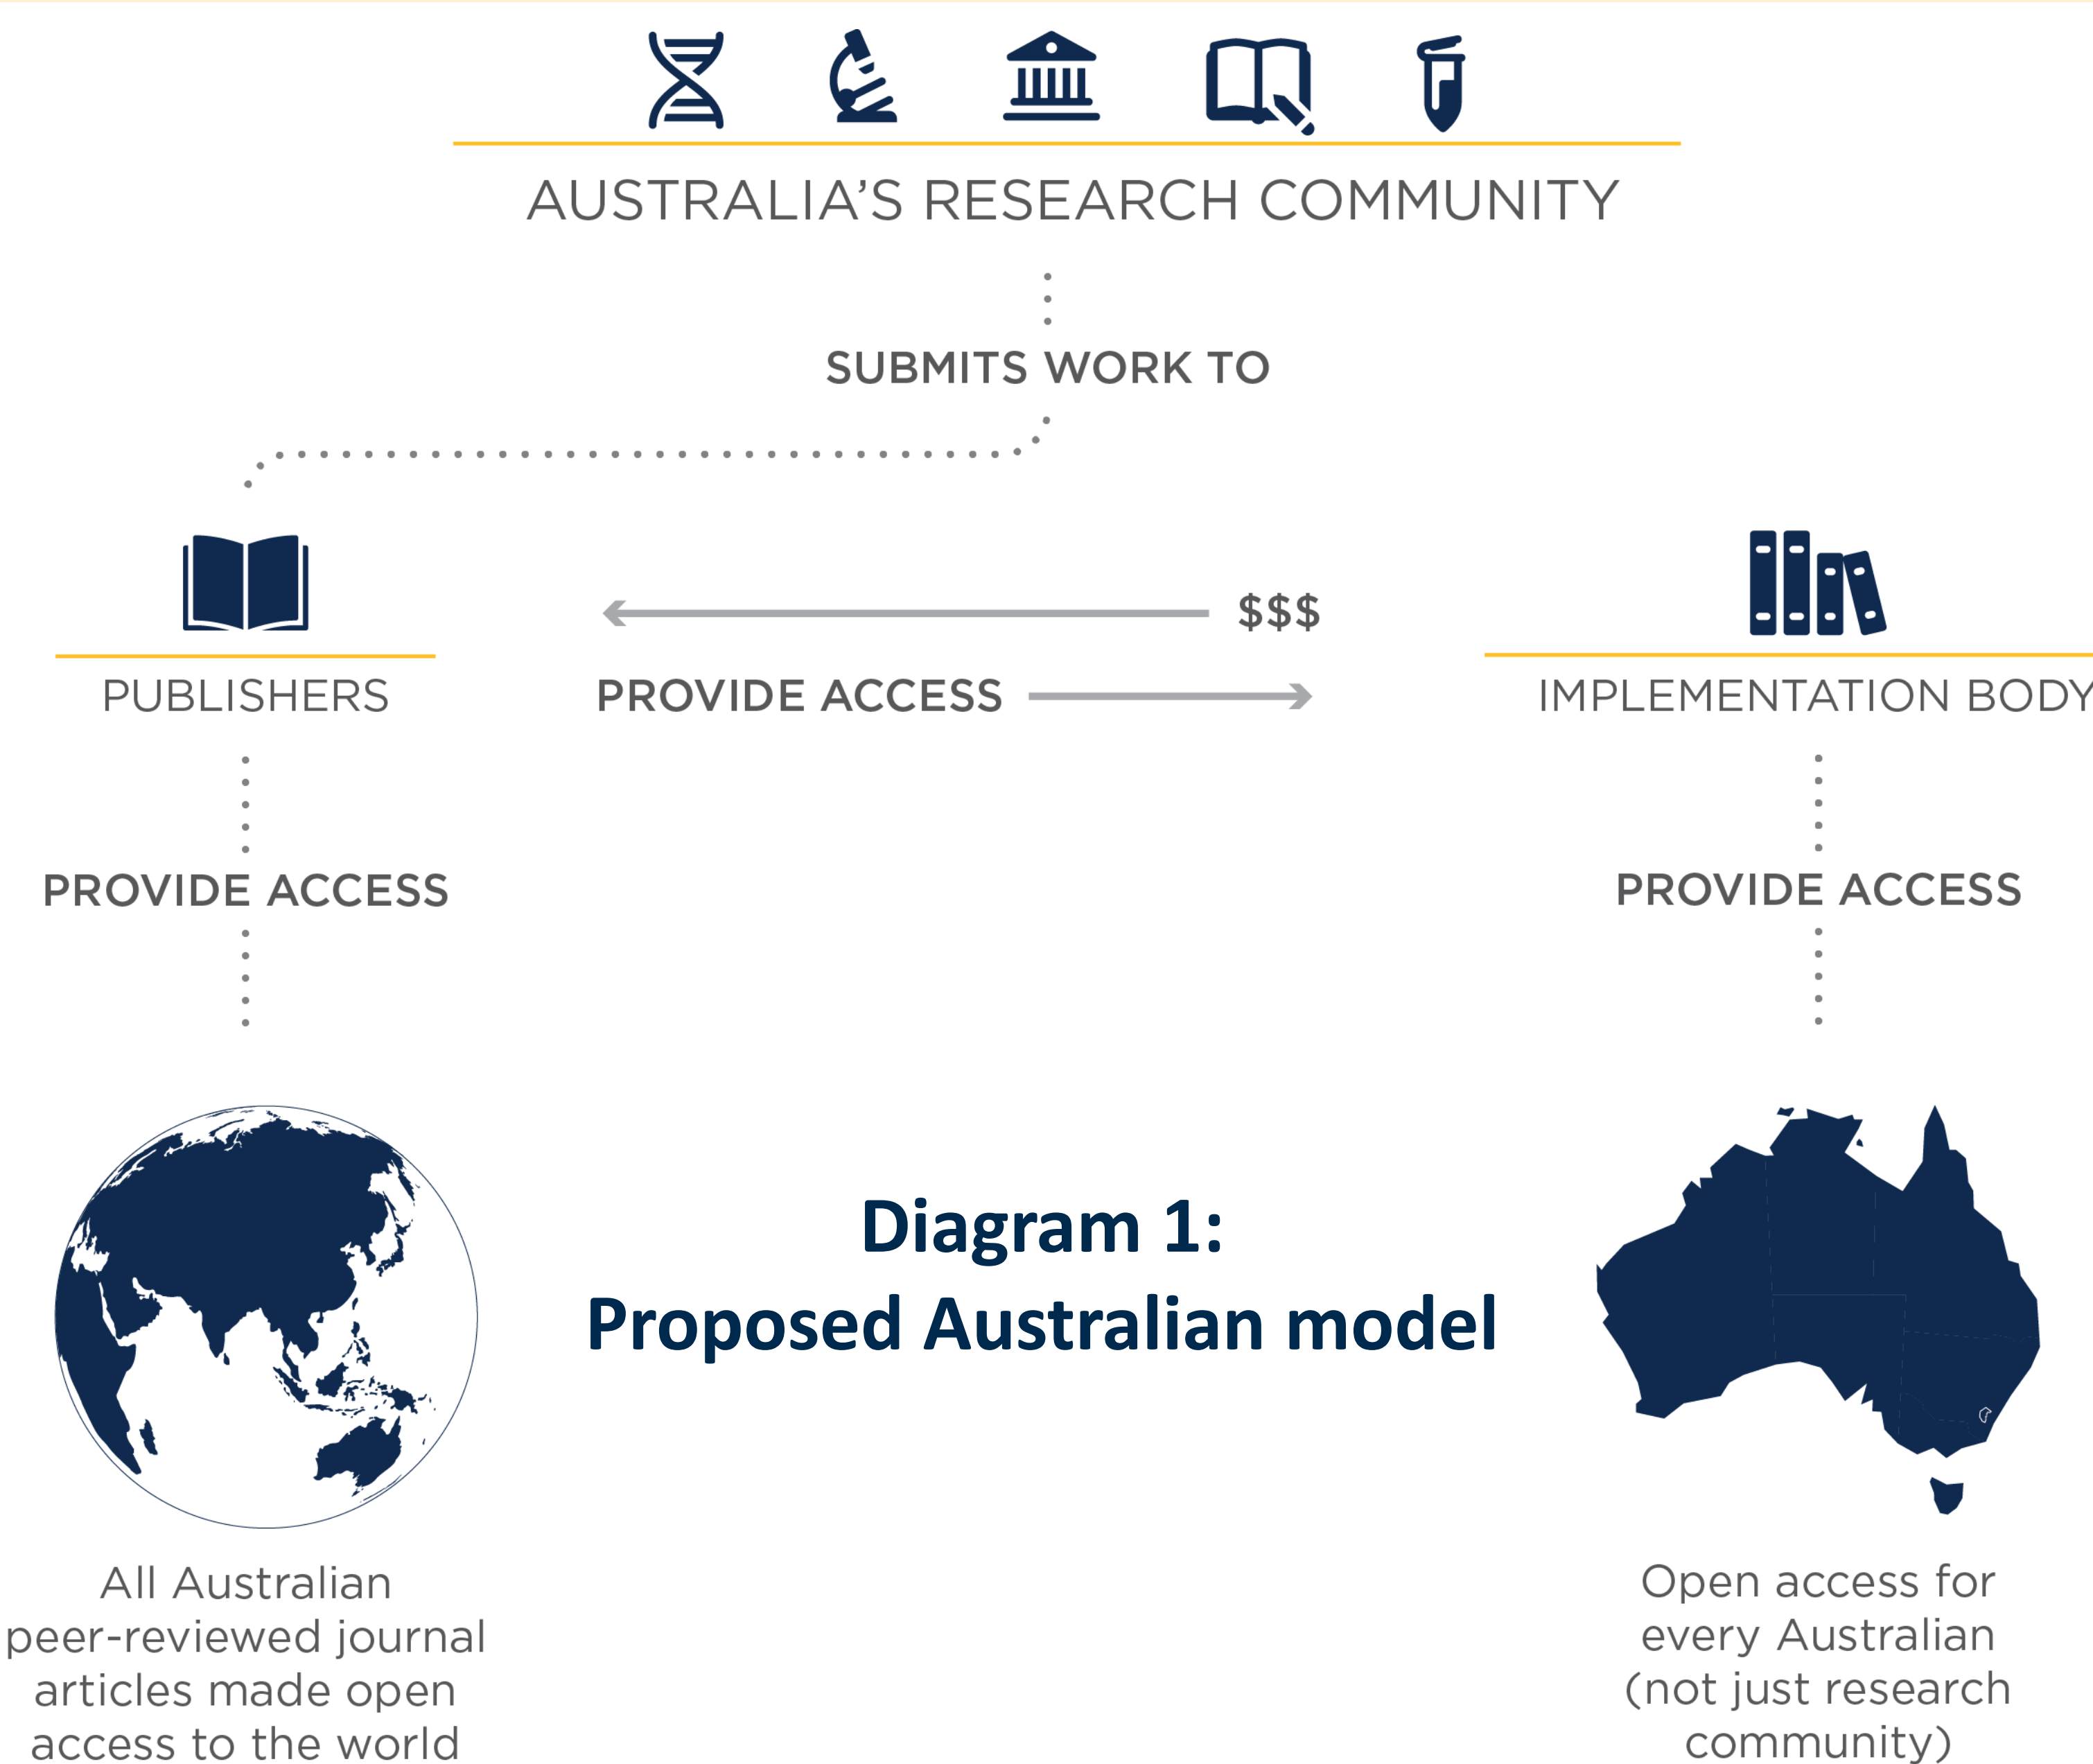 AUSTRALIA'S RESEARCH COMMUNITY
SUBMITS WORK TO
$$$
PUBLISHERS
PROVIDE ACCESS
IMPLEMENTATION BODY
PROVIDE ACCESS
PROVIDE ACCESS
Diagram 1:
Proposed Australian model
All Australian
peer-reviewed journal
articles made open
access to the world
Open access for
every Australian
(not just research
community)